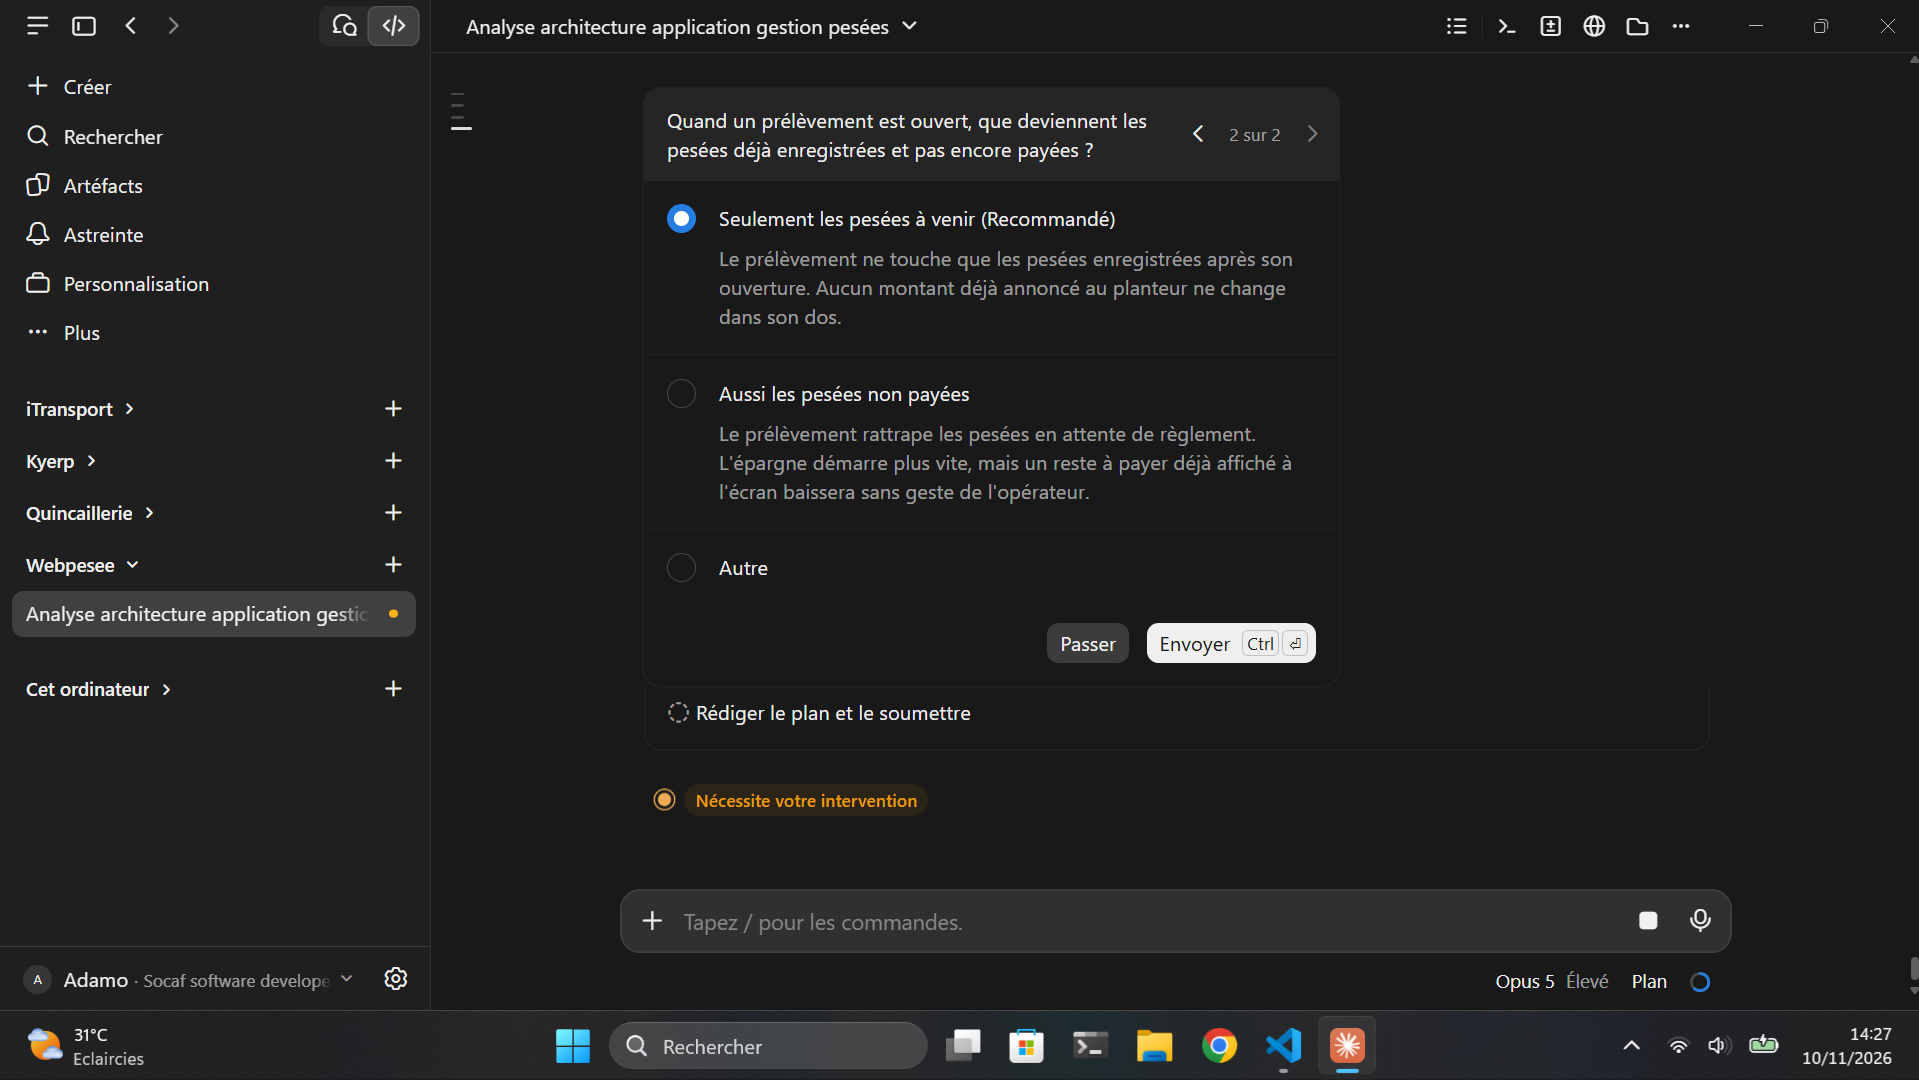 Analyse architecture application gestion pesées
Créer
Rechercher
Artéfacts
Astreinte
Personnalisation
Plus
iTransport
Kyerp
Quincaillerie
Webpesee
Analyse architecture application gestio
Cet ordinateur
A Adamo · Socaf software develope
Quand un prélèvement est ouvert, que deviennent les
pesées déjà enregistrées et pas encore payées ?
2 sur 2
Seulement les pesées à venir (Recommandé)
Le prélèvement ne touche que les pesées enregistrées après son
ouverture. Aucun montant déjà annoncé au planteur ne change
dans son dos.
Aussi les pesées non payées
Le prélèvement rattrape les pesées en attente de règlement.
L'épargne démarre plus vite, mais un reste à payer déjà affiché à
l'écran baissera sans geste de l'opérateur.
Autre
Passer
Envoyer Ctrl ⏎
Rédiger le plan et le soumettre
Nécessite votre intervention
Tapez / pour les commandes.
Opus 5 Élevé Plan
31°C
Eclaircies
Rechercher
14:27
10/11/2026